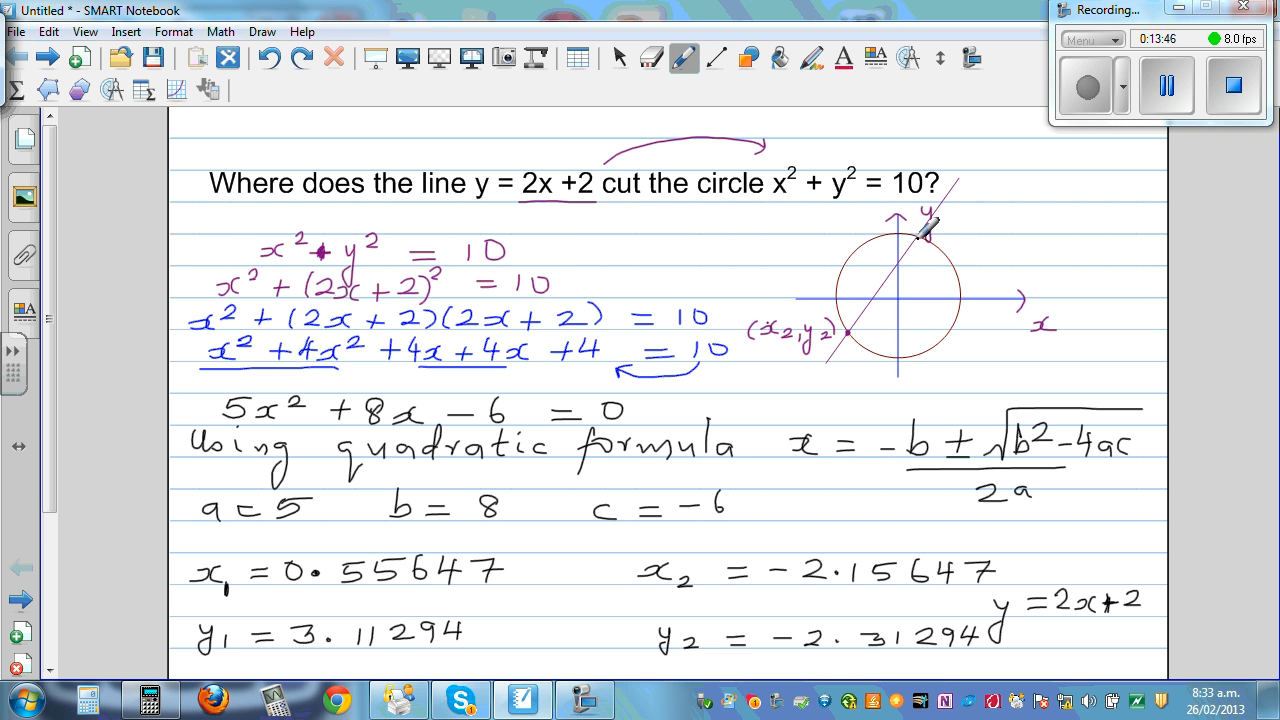 Untitled * - SMART Notebook
File Edit View Insert Format Math Draw Help
Recording...
Menu
0:13:46
8.0 fps
Where does the line y = 2x +2 cut the circle x² + y² = 10?
x² + y² = 10
x² + (2x + 2)² = 10
x² + (2x + 2)(2x + 2) = 10
x² + 4x² + 4x + 4x + 4 = 10
y
x
(x₂, y₂)
5x² + 8x - 6 = 0
Using quadratic formula x = -b ± √b² - 4ac
2a
a = 5 b = 8 c = -6
x₁ = 0.55647 x₂ = -2.15647
y = 2x+2
y₁ = 3.11294 y₂ = -2.31294
8:33 a.m.
26/02/2013